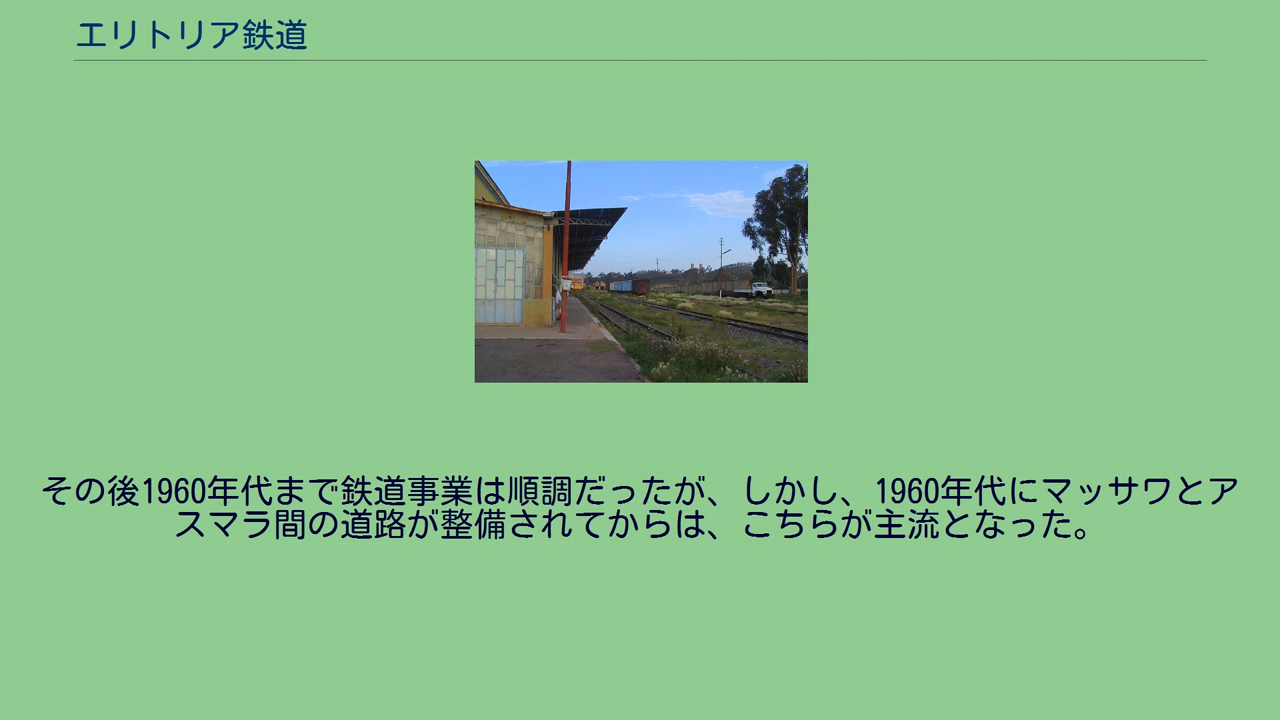 エリトリア鉄道
その後1960年代まで鉄道事業は順調だったが、しかし、1960年代にマッサワとア
スマラ間の道路が整備されてからは、こちらが主流となった。